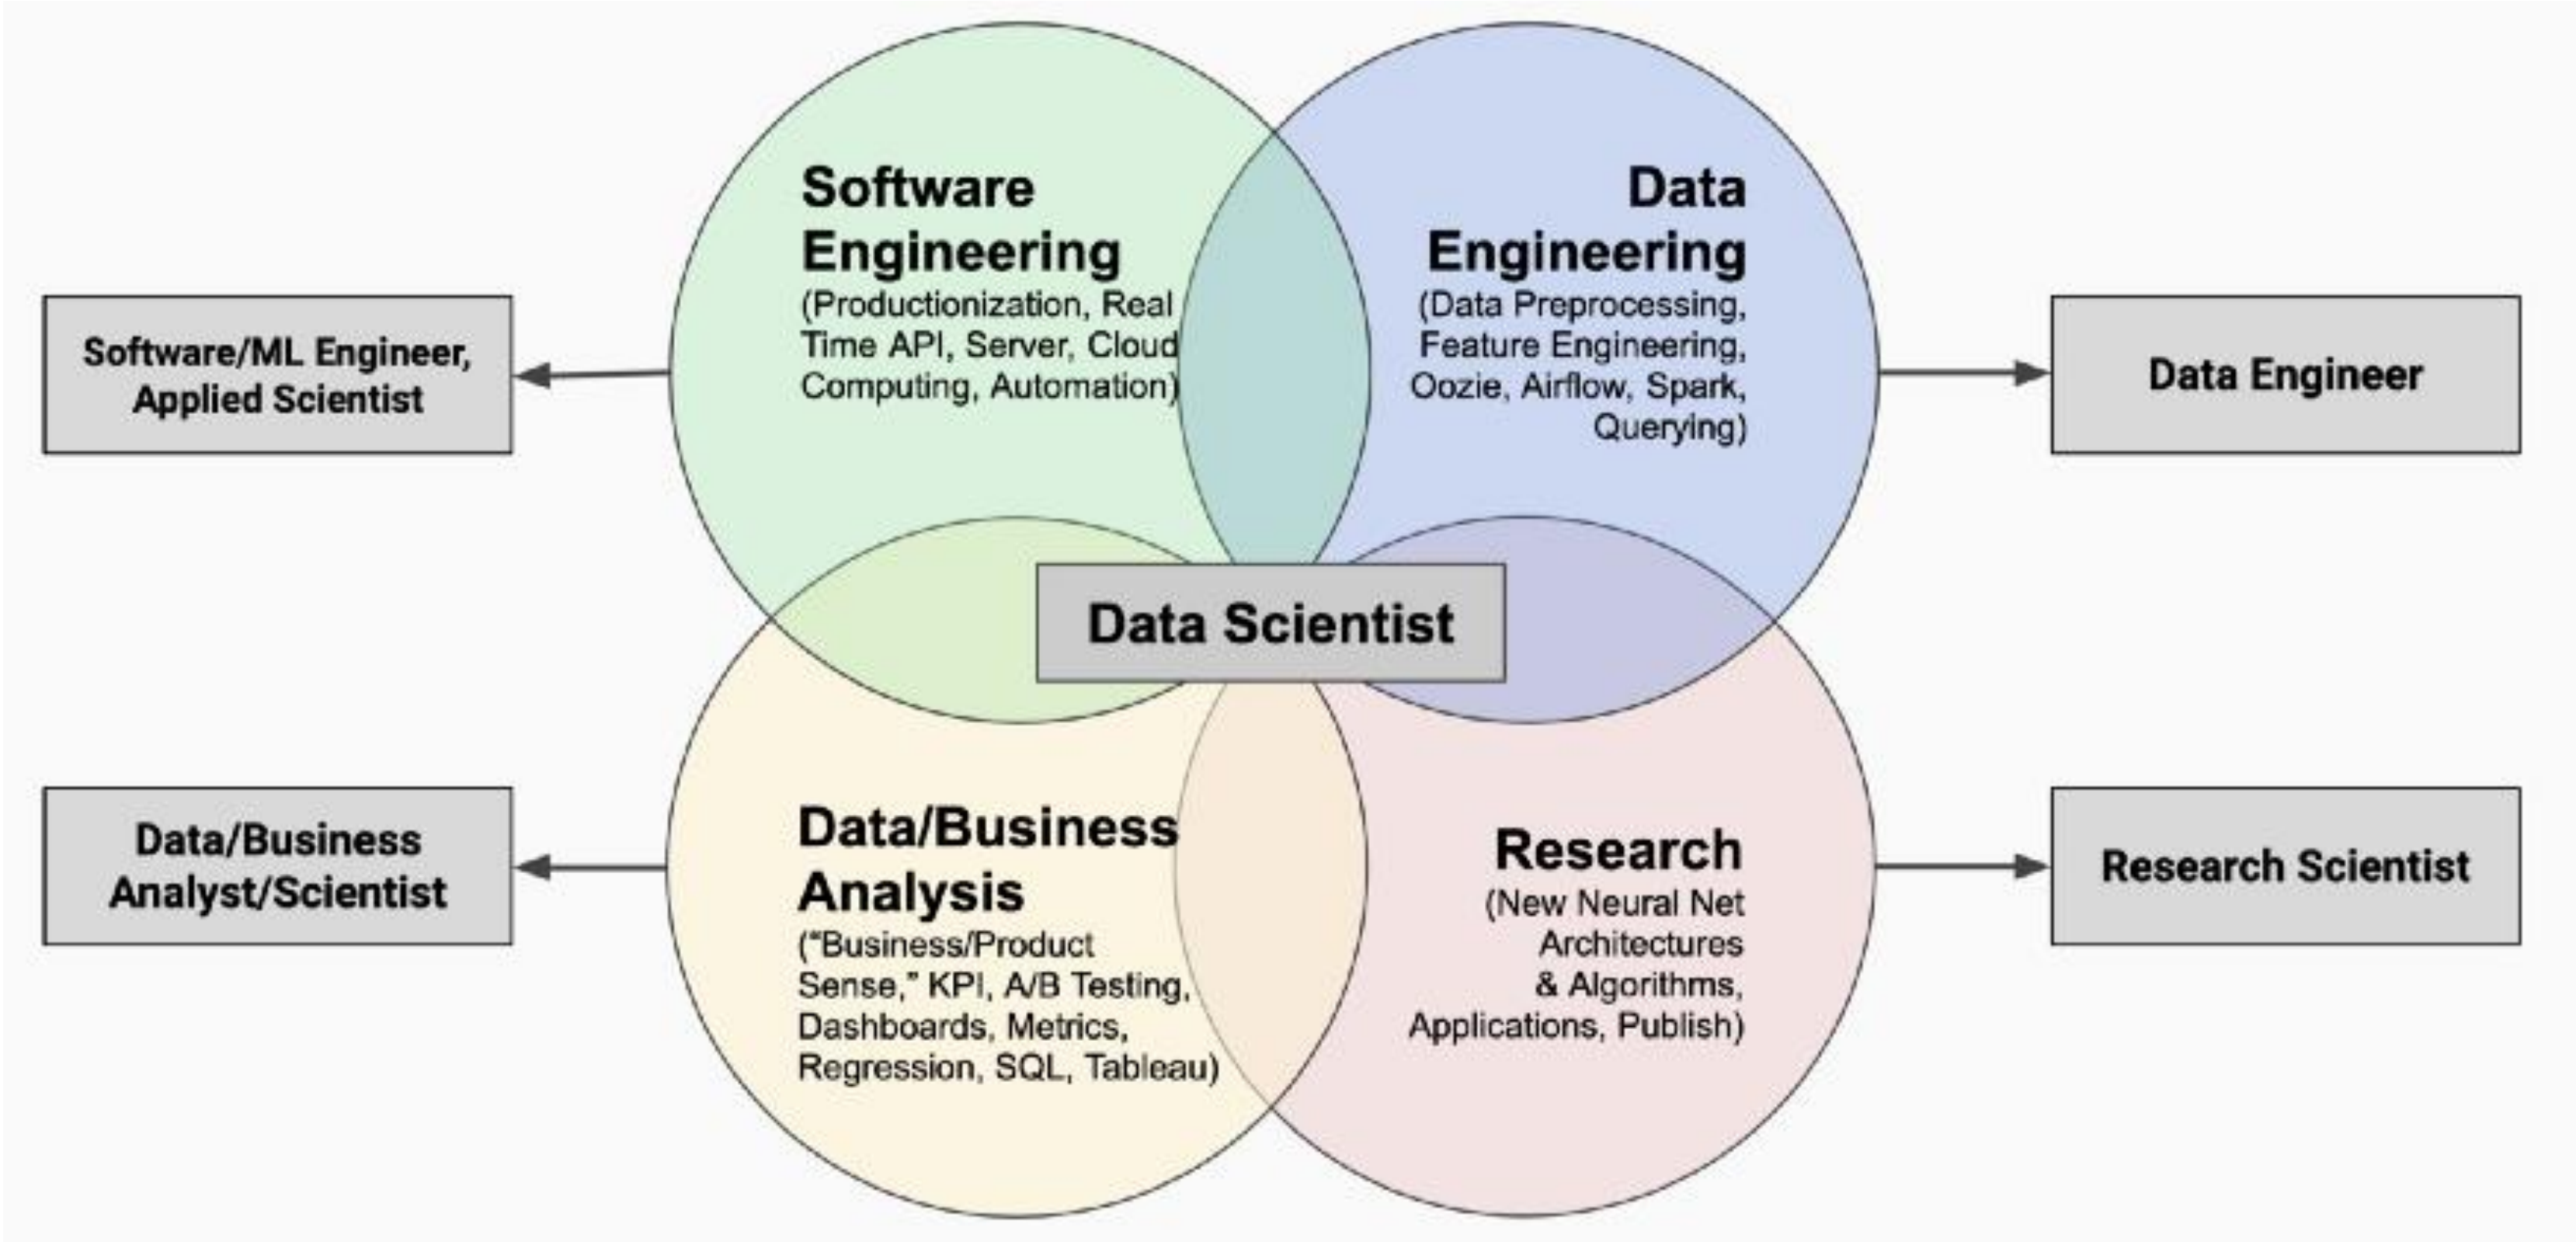 Software
Engineering
(Productionization, Real
Time API, Server, Cloud
Computing, Automation)
Data
Engineering
(Data Preprocessing,
Feature Engineering,
Oozie, Airflow, Spark,
Querying)
Software/ML Engineer,
Applied Scientist
Data Engineer
Data Scientist
Data/Business
Analyst/Scientist
Data/Business
Analysis
(“Business/Product
Sense,” KPI, A/B Testing,
Dashboards, Metrics,
Regression, SQL, Tableau)
Research
(New Neural Net
Architectures
& Algorithms,
Applications, Publish)
Research Scientist